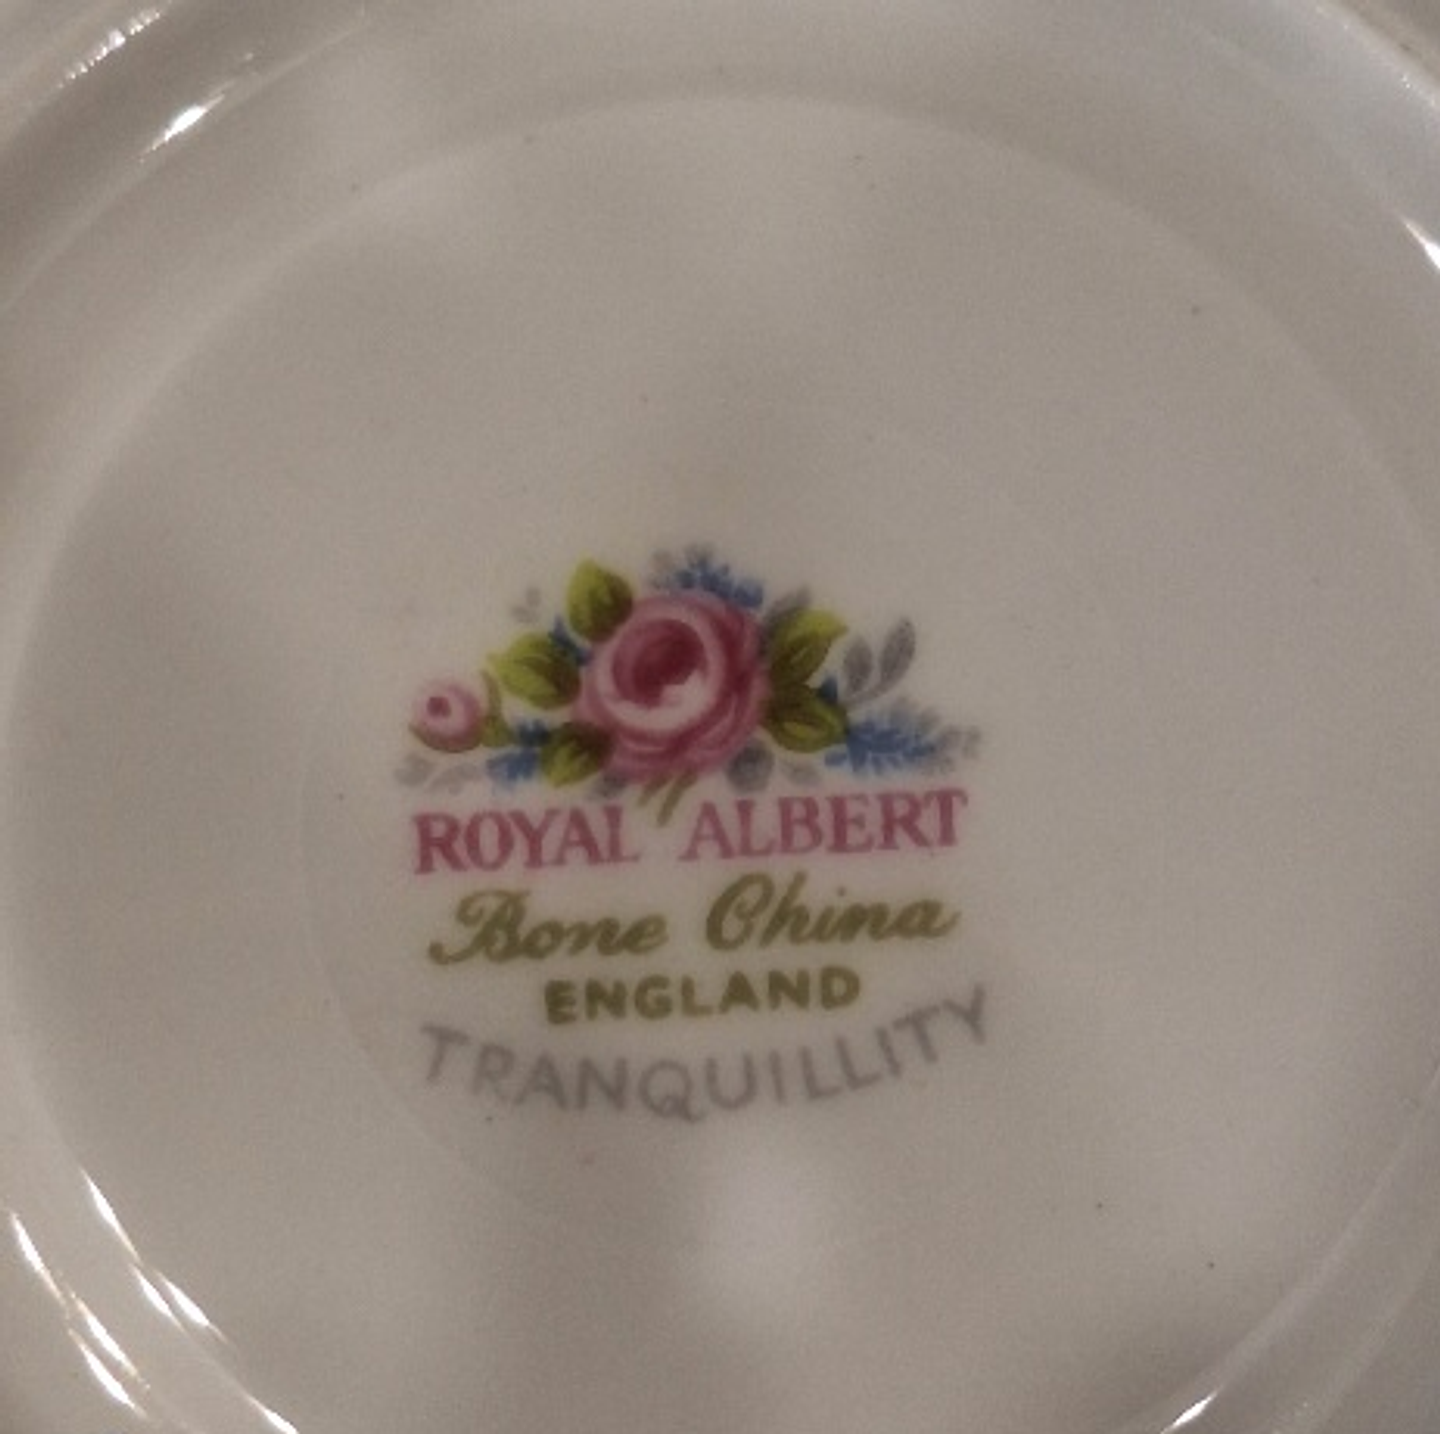 ROYAL ALBERT
Bone China
ENGLAND
TRANQUILLITY